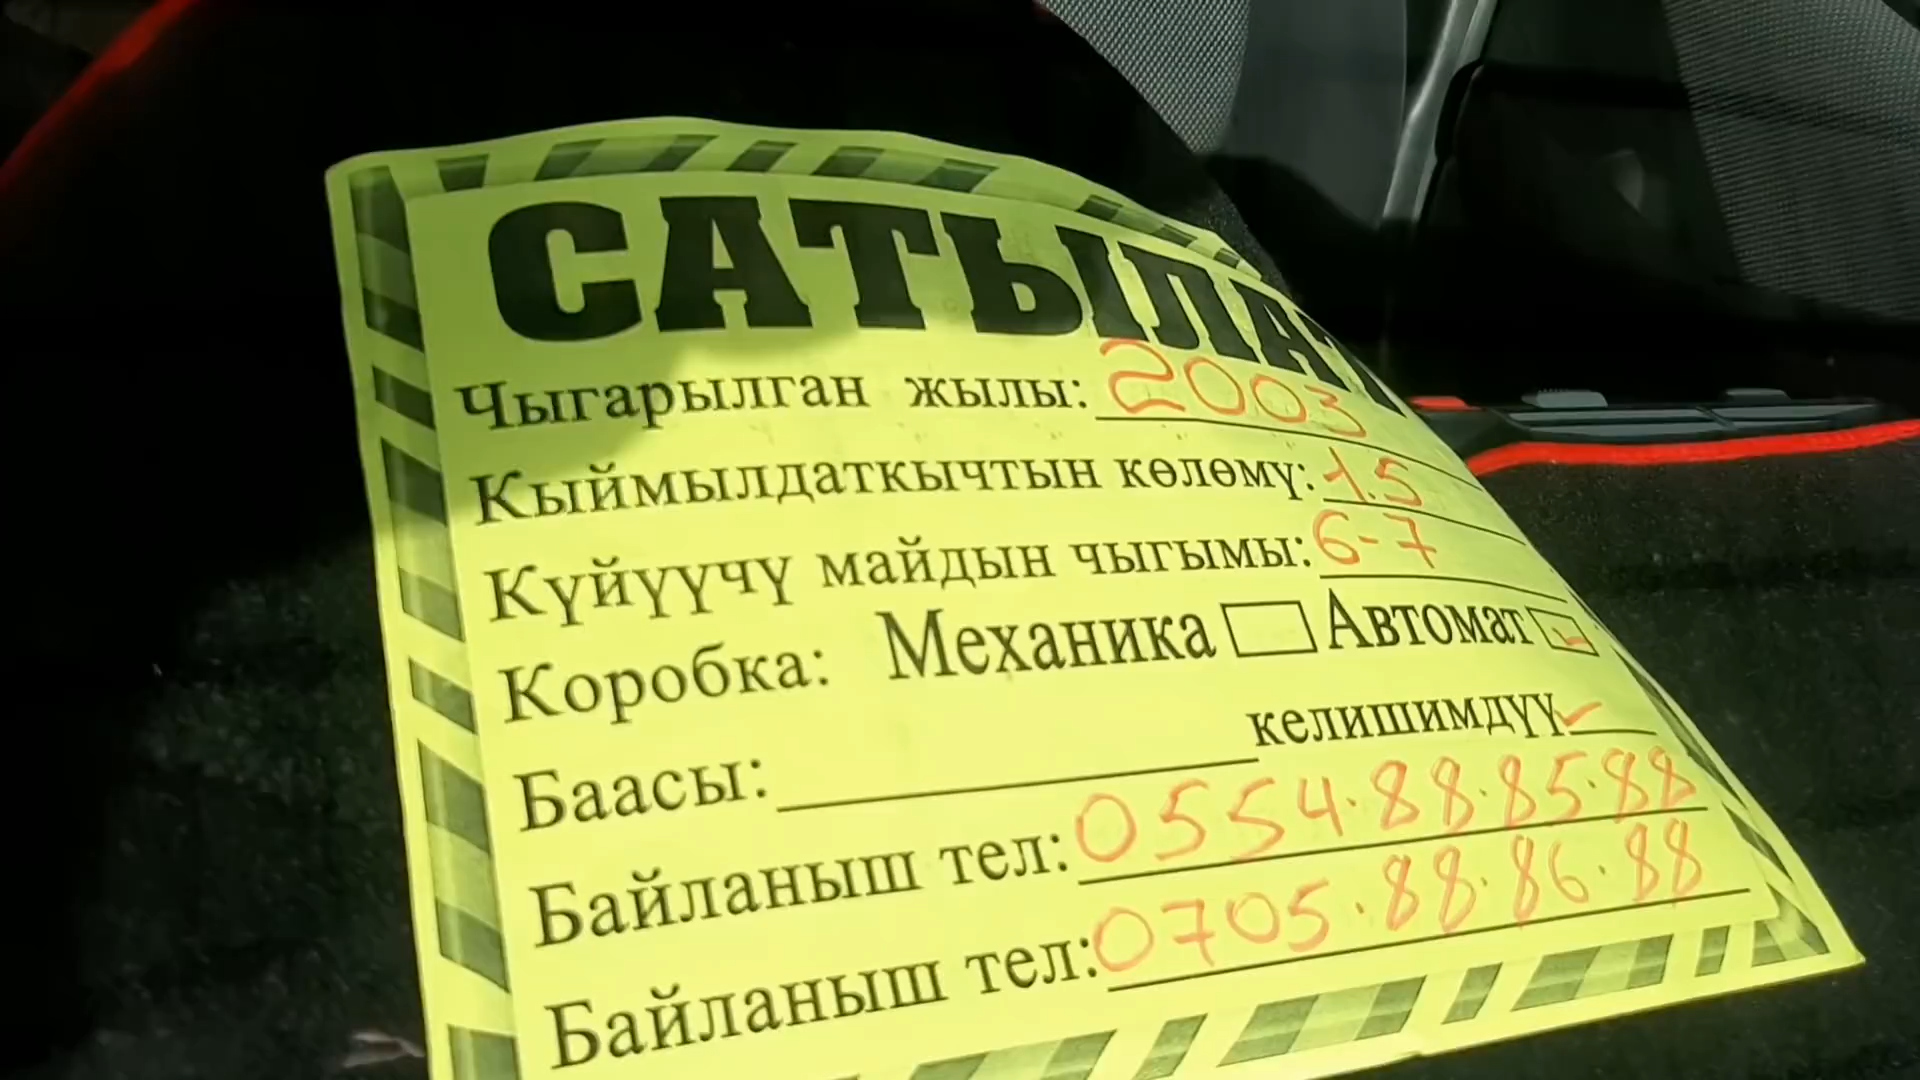 САТЫЛАТ
Чыгарылган жылы: 2003
Кыймылдаткычтын көлөмү: 1.5
Күйүүчү майдын чыгымы: 6-7
Коробка: Механика Автомат
келишимдүү
Баасы:
Байланыш тел: 0554.88.85.88
Байланыш тел: 0705.88.86.88